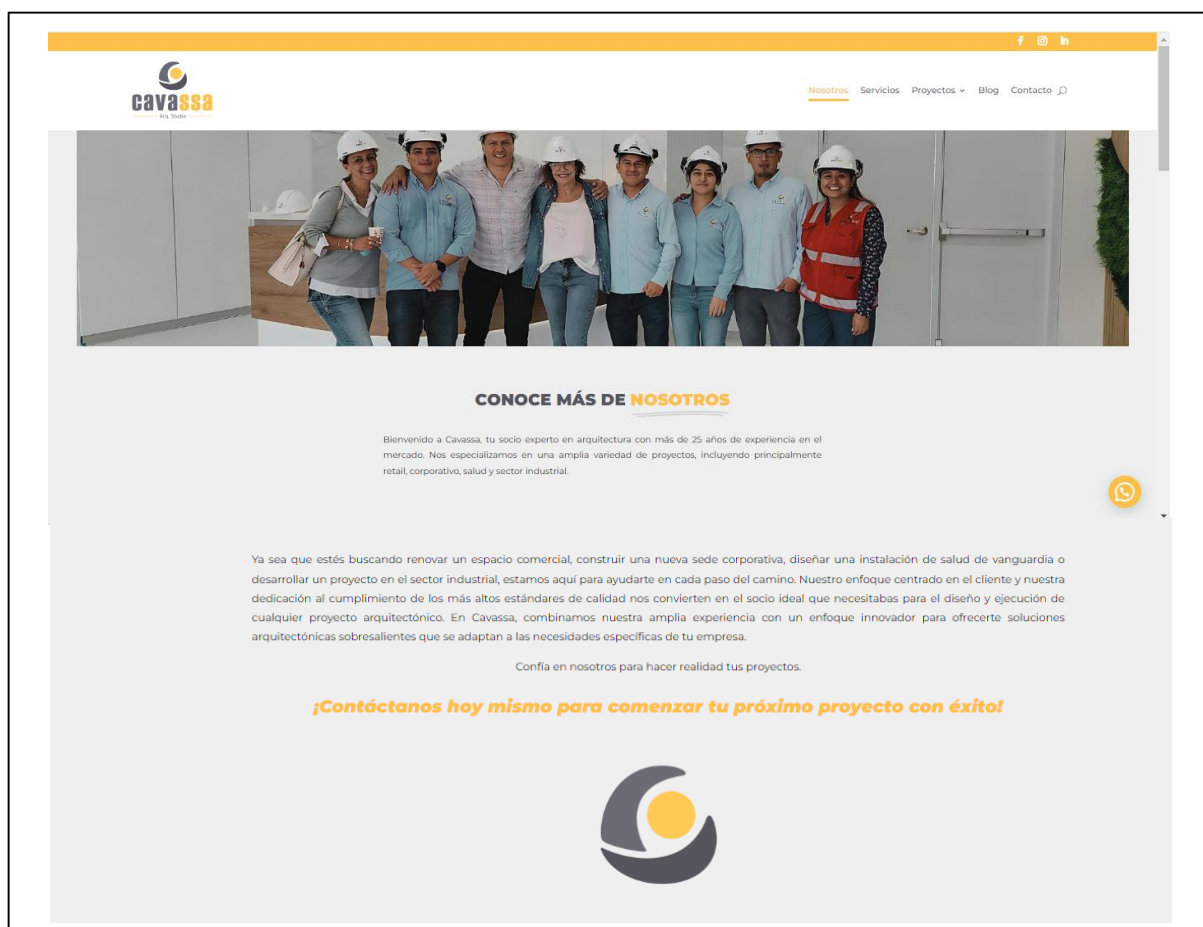 cavassa
Arq. Studio
Nosotros Servicios Proyectos Blog Contacto
CONOCE MÁS DE NOSOTROS
Bienvenido a Cavassa, tu socio experto en arquitectura con más de 25 años de experiencia en el
mercado. Nos especializamos en una amplia variedad de proyectos, incluyendo principalmente
retail, corporativo, salud y sector industrial.
Ya sea que estés buscando renovar un espacio comercial, construir una nueva sede corporativa, diseñar una instalación de salud de vanguardia o
desarrollar un proyecto en el sector industrial, estamos aquí para ayudarte en cada paso del camino. Nuestro enfoque centrado en el cliente y nuestra
dedicación al cumplimiento de los más altos estándares de calidad nos convierten en el socio ideal que necesitabas para el diseño y ejecución de
cualquier proyecto arquitectónico. En Cavassa, combinamos nuestra amplia experiencia con un enfoque innovador para ofrecerte soluciones
arquitectónicas sobresalientes que se adaptan a las necesidades específicas de tu empresa.
Confía en nosotros para hacer realidad tus proyectos.
¡Contáctanos hoy mismo para comenzar tu próximo proyecto con éxito!